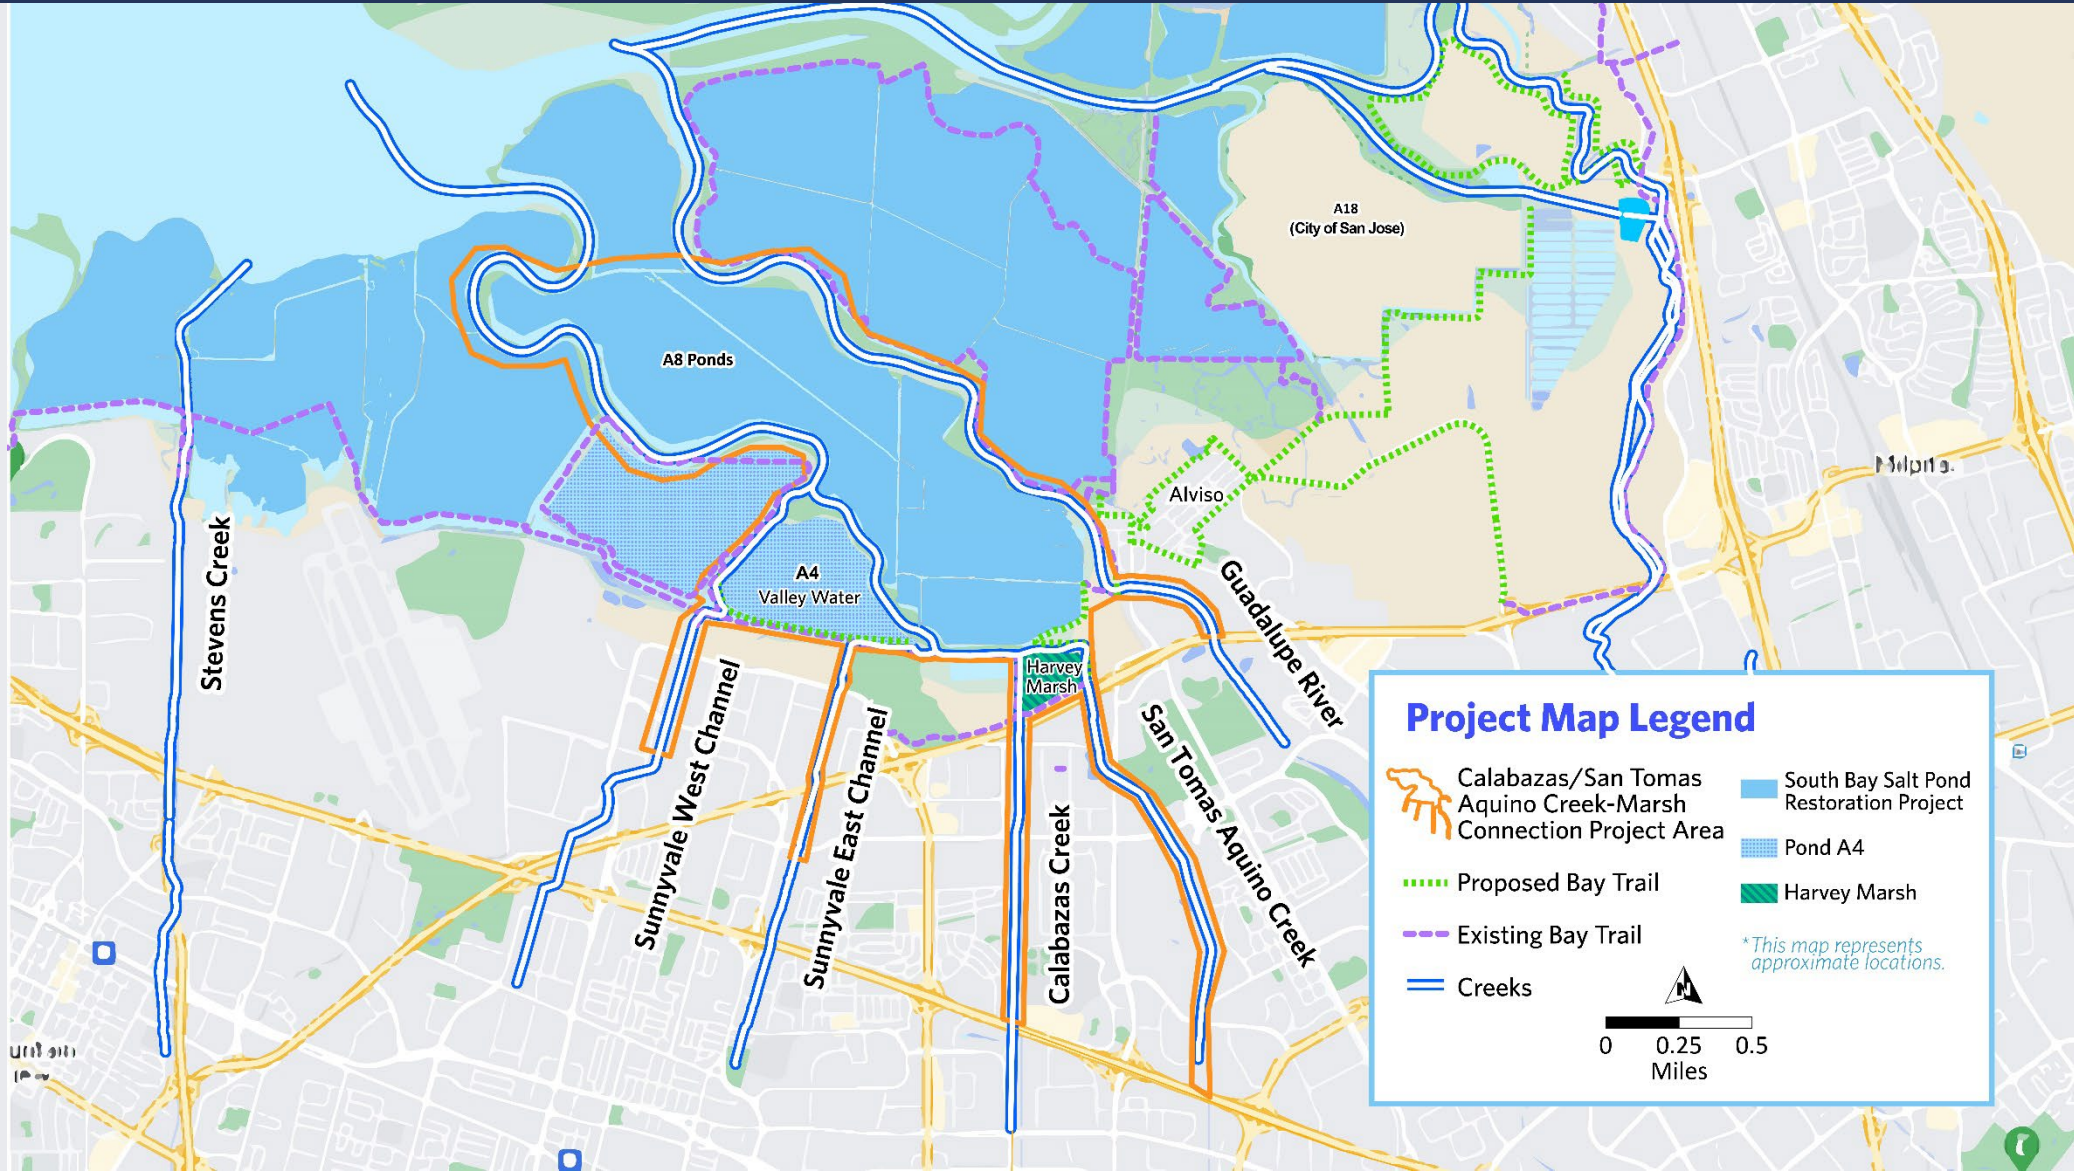 A18
(City of San Jose)
A8 Ponds
Alviso
A4
Valley Water
Harvey
Marsh
Stevens Creek
Sunnyvale West Channel
Sunnyvale East Channel
Calabazas Creek
San Tomas Aquino Creek
Guadalupe River
Project Map Legend
Calabazas/San Tomas
Aquino Creek-Marsh
Connection Project Area
Proposed Bay Trail
Existing Bay Trail
Creeks
South Bay Salt Pond
Restoration Project
Pond A4
Harvey Marsh
*This map represents
approximate locations.
N
0 0.25 0.5
Miles